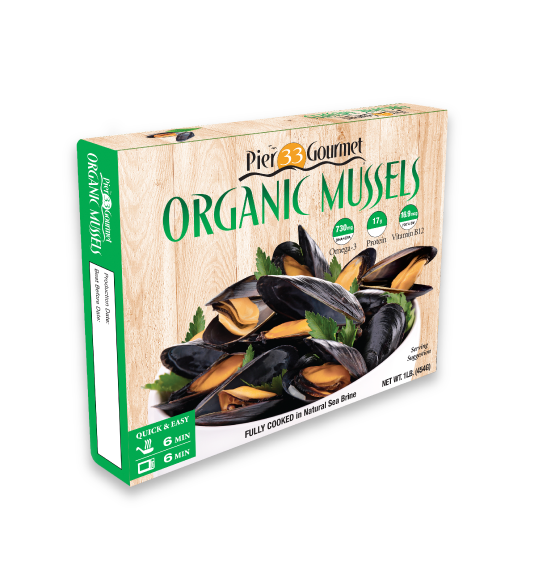 Pier 33 Gourmet
ORGANIC MUSSELS
730mg
17g
Omega-3
Protein
Vitamin B12
Serving
Suggestion
NET WT. 1LB. (454G)
FULLY COOKED in Natural Sea Brine
Pier 33 Gourmet
ORGANIC MUSSELS
Production Date:
Best Before Date:
QUICK & EASY
6 MIN
6 MIN